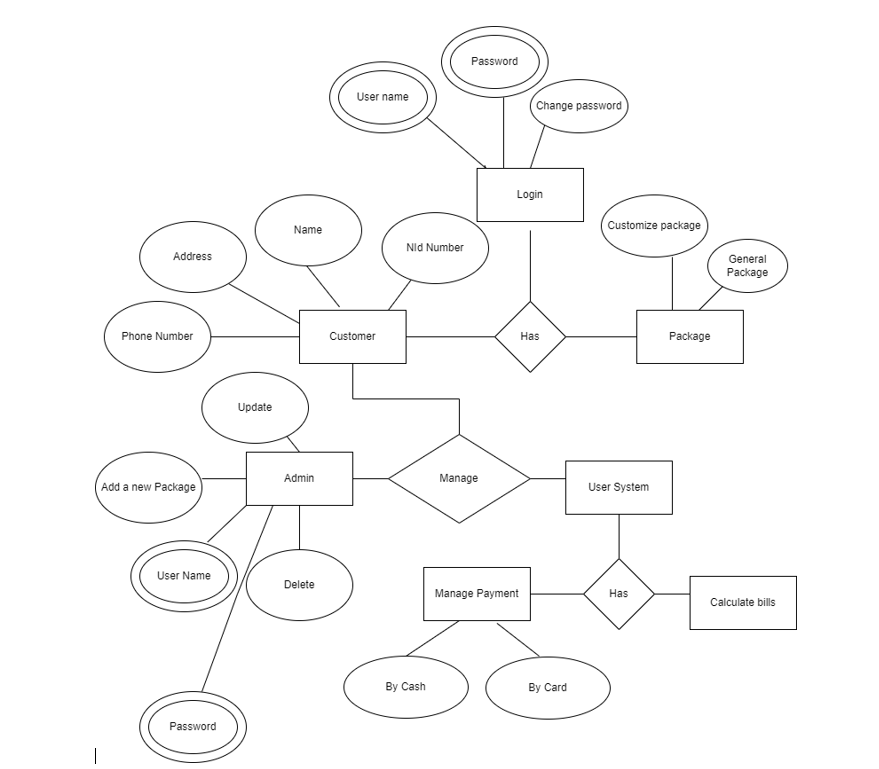 Password
User name
Change password
Login
Name
Customize package
NId Number
Address
General
Package
Phone Number
Customer
Has
Package
Update
Add a new Package
Admin
Manage
User System
User Name
Delete
Manage Payment
Has
Calculate bills
By Cash
By Card
Password